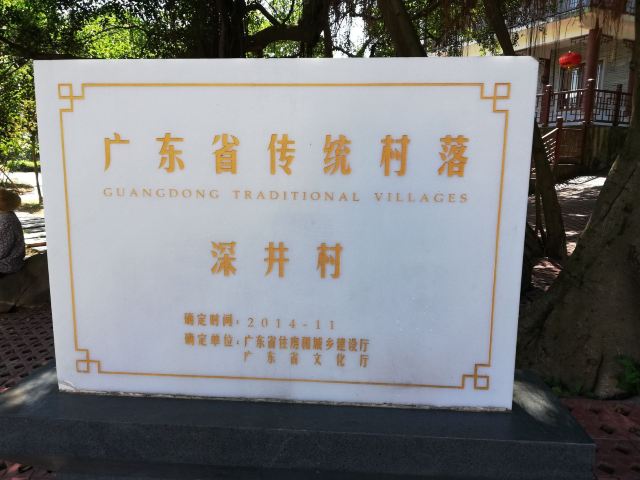 广东省传统村落
GUANGDONG TRADITIONAL VILLAGES
深井村
确定时间：2014-11
确定单位：广东省住房和城乡建设厅
广东省文化厅